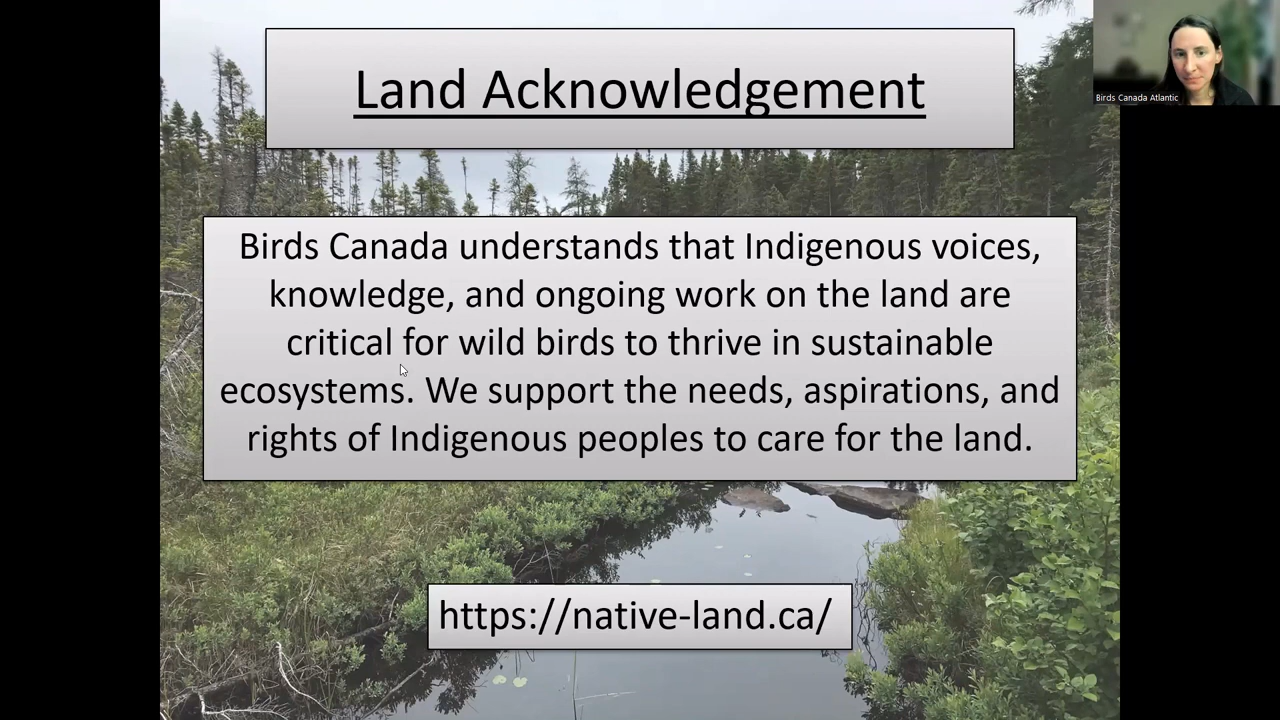 Land Acknowledgement
Birds Canada Atlantic
Birds Canada understands that Indigenous voices,
knowledge, and ongoing work on the land are
critical for wild birds to thrive in sustainable
ecosystems. We support the needs, aspirations, and
rights of Indigenous peoples to care for the land.
https://native-land.ca/